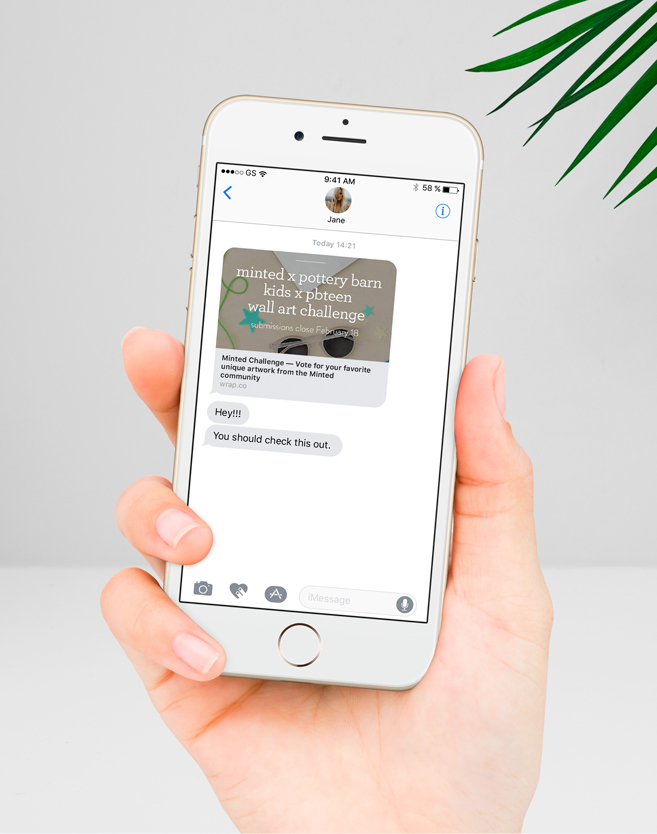 GS
9:41 AM
58 %
Jane
Today 14:21
minted x pottery barn
kids x pbteen
wall art challenge
submissions close February 18
Minted Challenge — Vote for your favorite
unique artwork from the Minted
community
wrap.co
Hey!!!
You should check this out.
iMessage